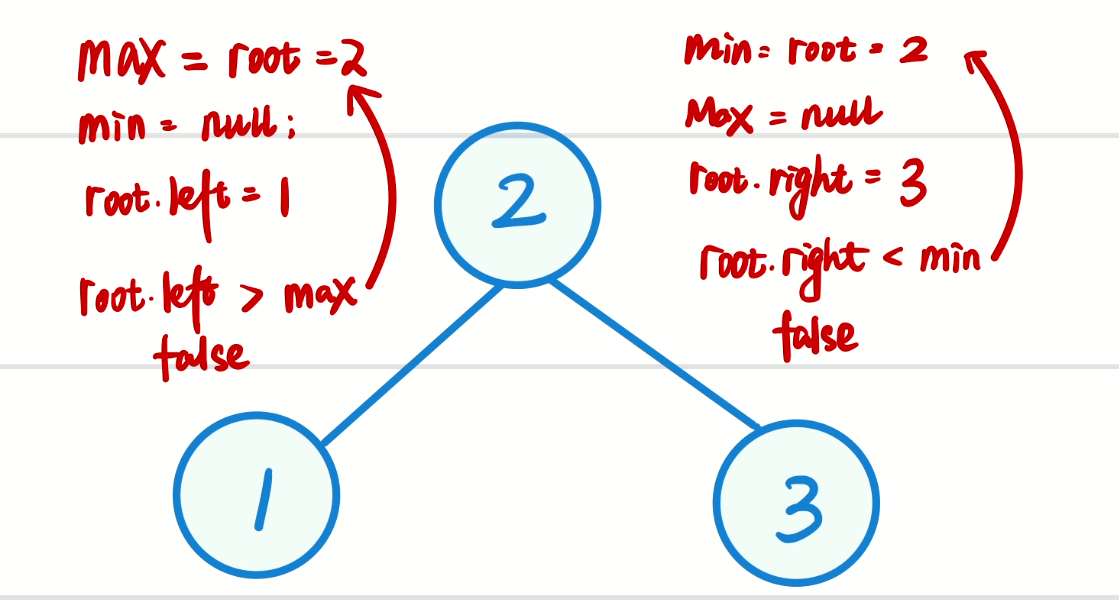 max = root = 2
min = null;
root.left = 1
root.left > max
false
min = root = 2
Max = null
root.right = 3
root.right < min
false
2
1
3